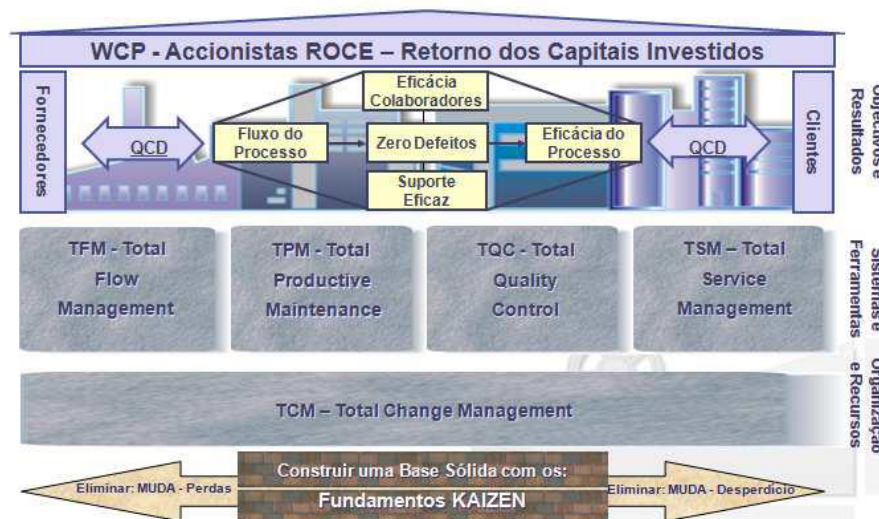 WCP - Accionistas ROCE – Retorno dos Capitais Investidos
Fornecedores
QCD
Eficácia
Colaboradores
Fluxo do
Processo
Zero Defeitos
Eficácia do
Processo
Suporte
Eficaz
QCD
Clientes
Objectivos e
Resultados
TFM - Total
Flow
Management
TPM - Total
Productive
Maintenance
TQC - Total
Quality
Control
TSM – Total
Service
Management
Sistemas e
Ferramentas
TCM – Total Change Management
Organização
e Recursos
Eliminar: MUDA - Perdas
Construir uma Base Sólida com os:
Fundamentos KAIZEN
Eliminar: MUDA - Desperdício